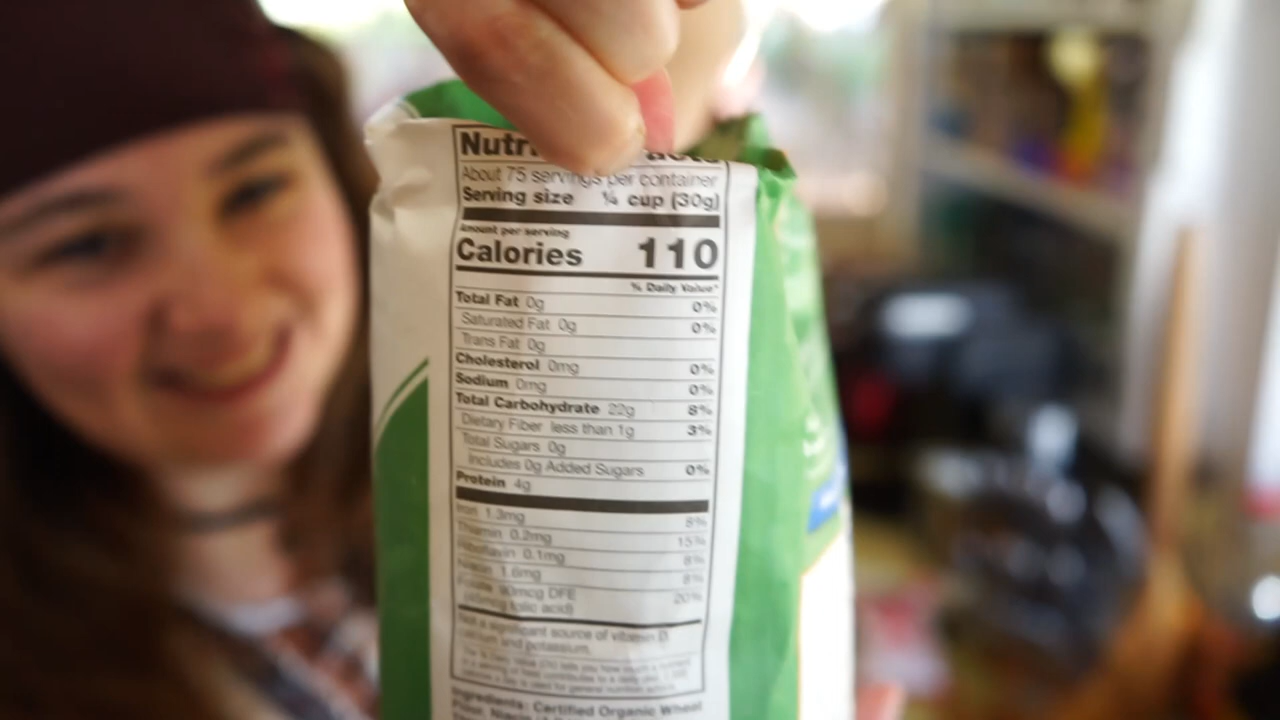 Nutr
acts
About 75 servings per container
Serving size ¼ cup (30g)
Amount per serving
Calories 110
% Daily Value*
Total Fat 0g 0%
Saturated Fat 0g 0%
Trans Fat 0g
Cholesterol 0mg 0%
Sodium 0mg 0%
Total Carbohydrate 22g 8%
Dietary Fiber less than 1g 3%
Total Sugars 0g
Includes 0g Added Sugars 0%
Protein 4g
Iron 1.3mg 8%
Thiamin 0.2mg 15%
Riboflavin 0.1mg 8%
Niacin 1.6mg 8%
Folate 90mcg DFE 20%
folic acid)
Not a significant source of vitamin D,
calcium and potassium.
Ingredients: Certified Organic Wheat